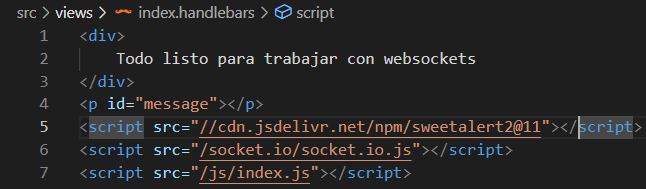 src > views > index.handlebars > script
1 <div>
2 Todo listo para trabajar con websockets
3 </div>
4 <p id="message"></p>
5 <script src="//cdn.jsdelivr.net/npm/sweetalert2@11"></script>
6 <script src="/socket.io/socket.io.js"></script>
7 <script src="/js/index.js"></script>